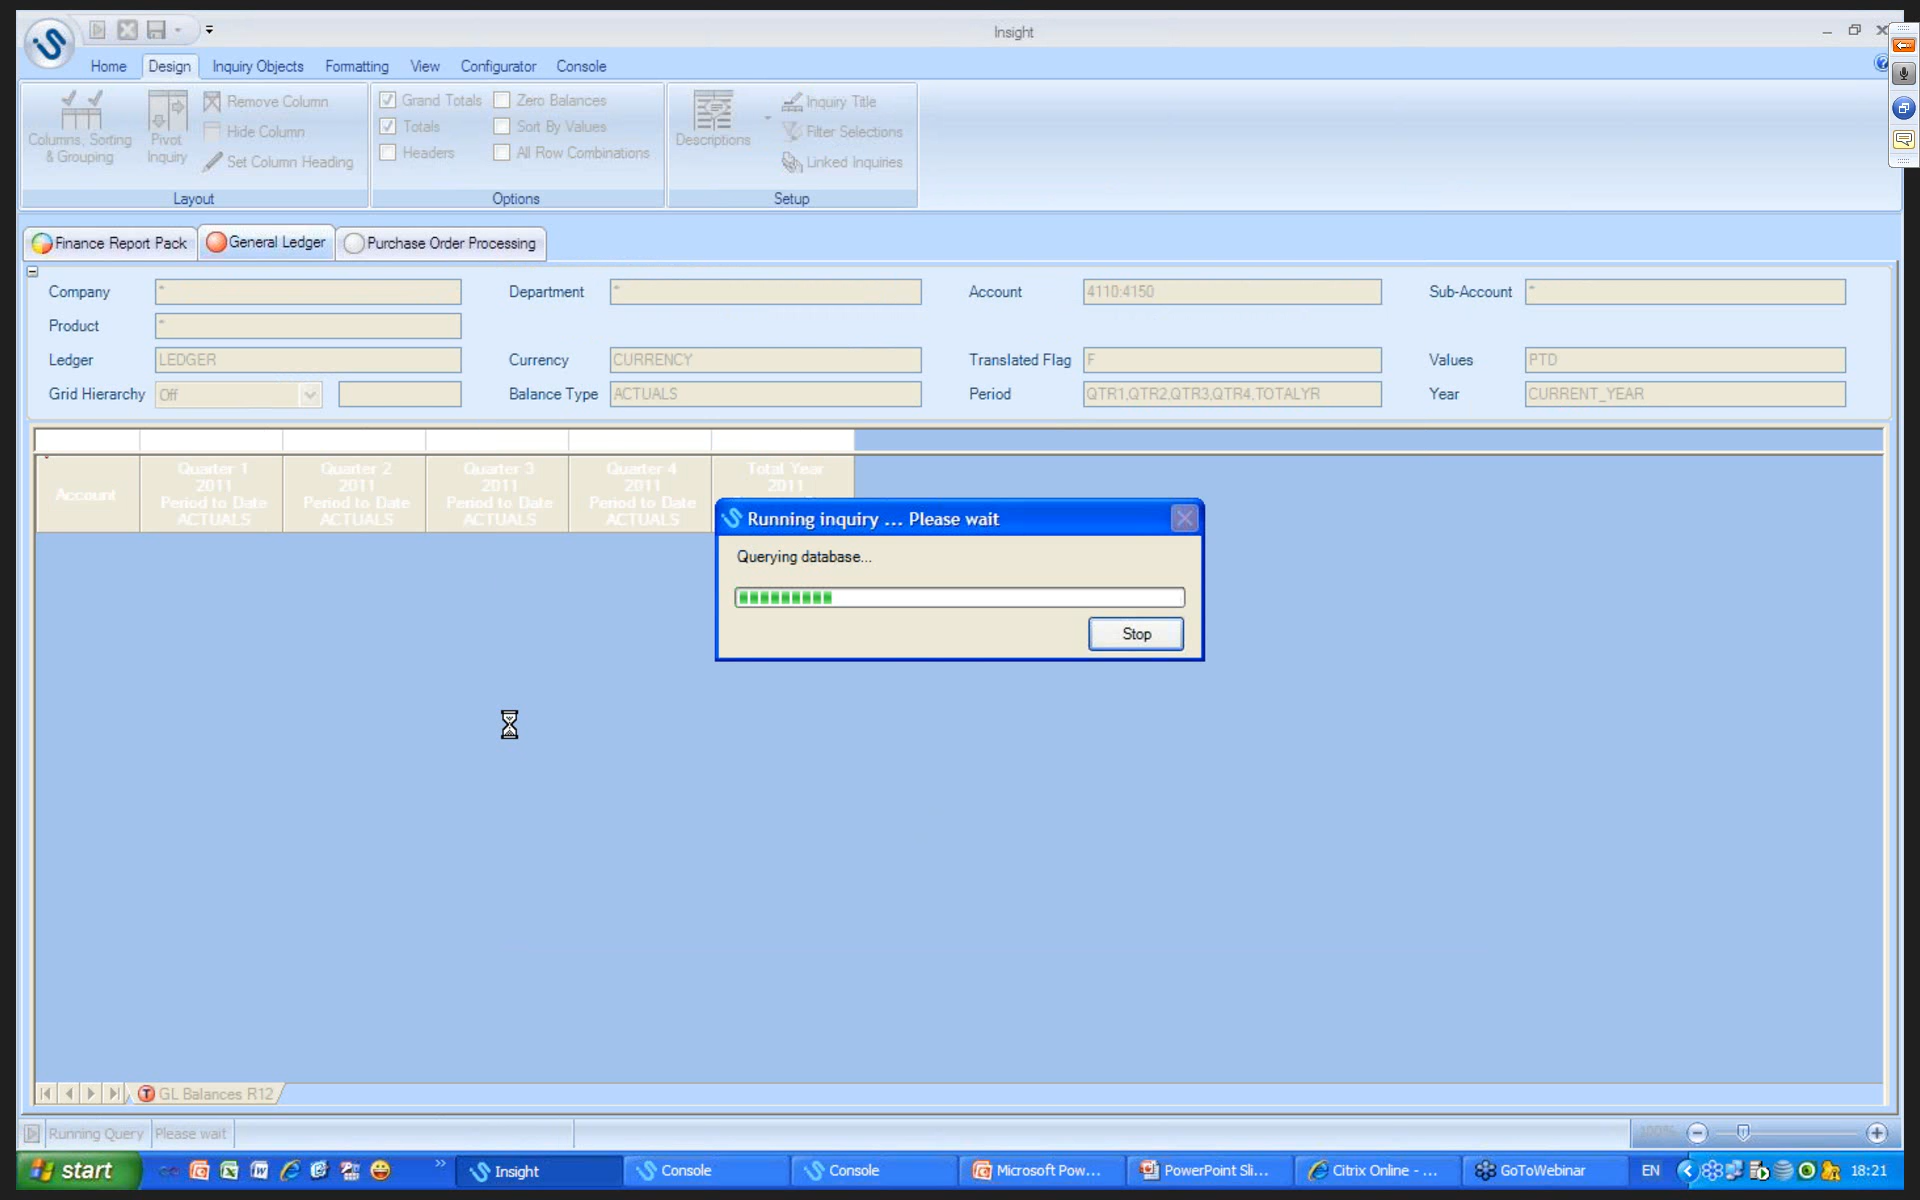 Insight
Home Design Inquiry Objects Formatting View Configurator Console
Columns, Sorting & Grouping
Pivot Inquiry
Remove Column
Hide Column
Set Column Heading
Layout
Grand Totals
Totals
Headers
Zero Balances
Sort By Values
All Row Combinations
Options
Descriptions
Inquiry Title
Filter Selections
Linked Inquiries
Setup
Finance Report Pack General Ledger Purchase Order Processing
Company * Department * Account 4110:4150 Sub-Account *
Product *
Ledger LEDGER Currency CURRENCY Translated Flag F Values PTD
Grid Hierarchy Off Balance Type ACTUALS Period QTR1,QTR2,QTR3,QTR4,TOTALYR Year CURRENT_YEAR
Account
Quarter 1
2011
Period to Date
ACTUALS
Quarter 2
2011
Period to Date
ACTUALS
Quarter 3
2011
Period to Date
ACTUALS
Quarter 4
2011
Period to Date
ACTUALS
Total Year
2011
Running inquiry ... Please wait
Querying database...
Stop
GL Balances R12
Running Query Please wait
100%
start Insight Console Console Microsoft Pow... PowerPoint Sli... Citrix Online - ... GoToWebinar EN 18:21